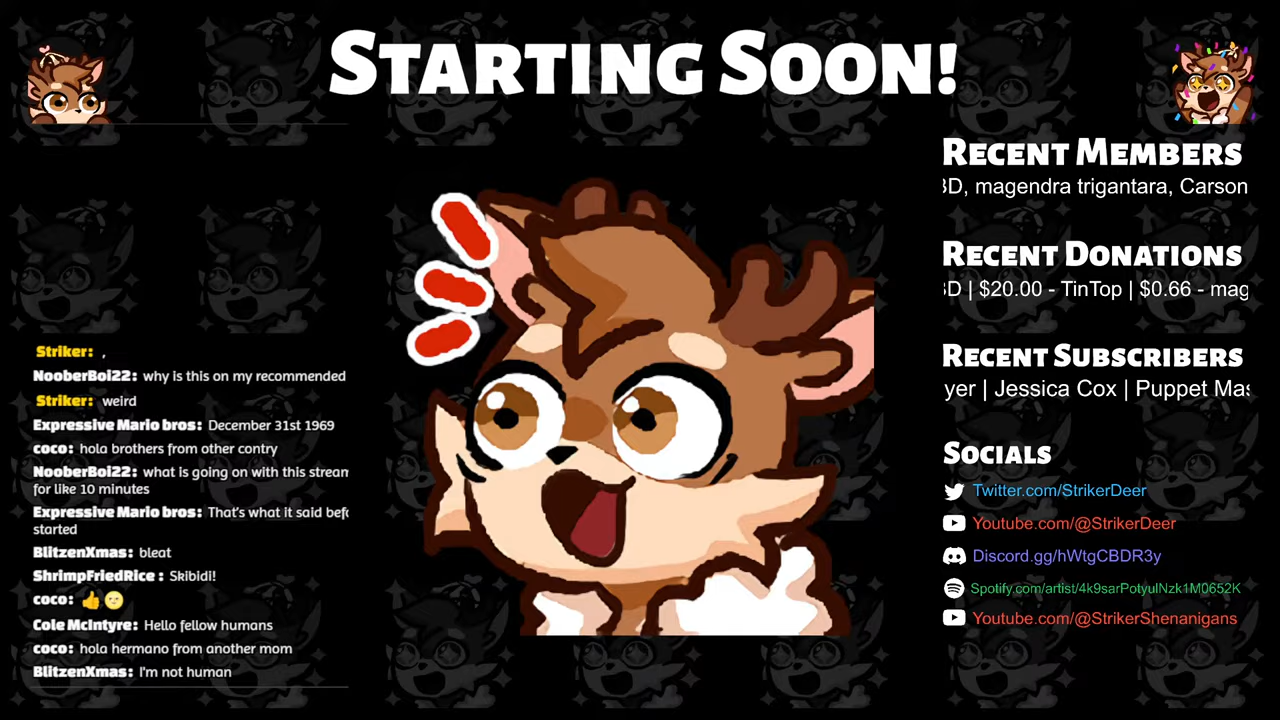 STARTING SOON!
Striker: ,
NooberBoi22: why is this on my recommended
Striker: weird
Expressive Mario bros: December 31st 1969
coco: hola brothers from other contry
NooberBoi22: what is going on with this stream
for like 10 minutes
Expressive Mario bros: That's what it said befo
started
BlitzenXmas: bleat
ShrimpFriedRice : Skibidi!
coco: 👍🌝
Cole McIntyre: Hello fellow humans
coco: hola hermano from another mom
BlitzenXmas: I'm not human
RECENT MEMBERS
3D, magendra trigantara, Carson
RECENT DONATIONS
3D | $20.00 - TinTop | $0.66 - mag
RECENT SUBSCRIBERS
yer | Jessica Cox | Puppet Mas
SOCIALS
Twitter.com/StrikerDeer
Youtube.com/@StrikerDeer
Discord.gg/hWtgCBDR3y
Spotify.com/artist/4k9sarPotyulNzk1M0652K
Youtube.com/@StrikerShenanigans